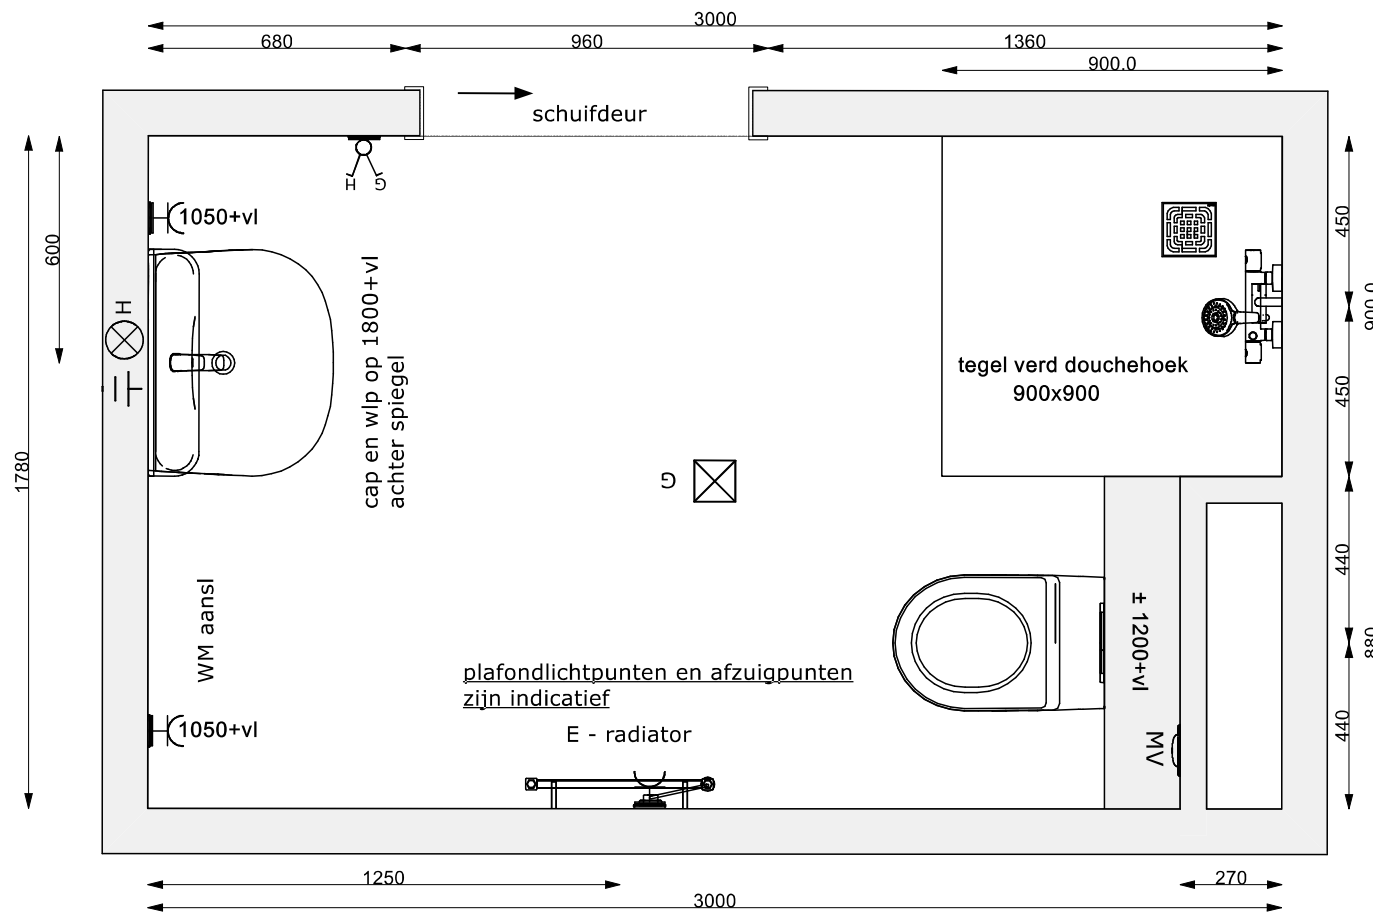 3000
680
960
1360
900.0
schuifdeur
H G
1050+vl
600
H
cap en wlp op 1800+vl
achter spiegel
450
900.0
tegel verd douchehoek
900x900
450
1780
G
WM aansl
440
± 1200+vl
880
plafondlichtpunten en afzuigpunten
zijn indicatief
E - radiator
1050+vl
MV
440
1250
270
3000